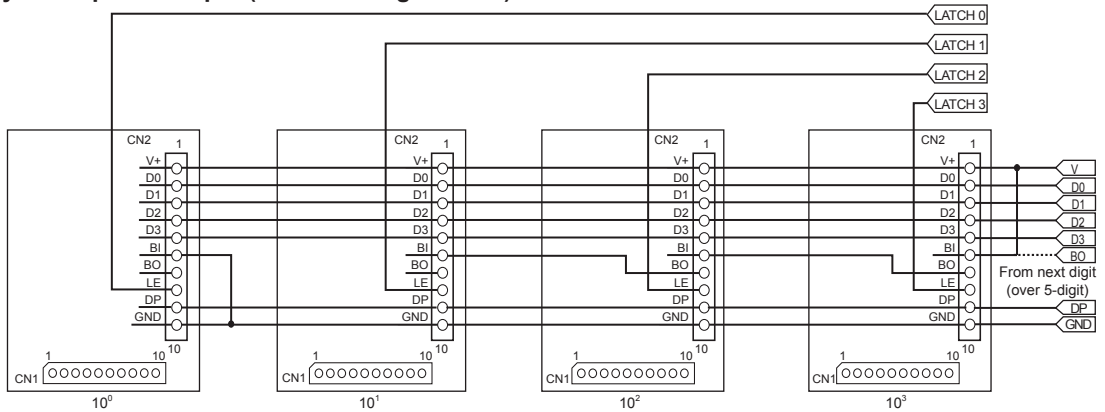 LATCH 0
LATCH 1
LATCH 2
LATCH 3
CN2 1
V+
D0
D1
D2
D3
BI
BO
LE
DP
GND
10
1 10
CN1
10⁰
CN2 1
V+
D0
D1
D2
D3
BI
BO
LE
DP
GND
10
1 10
CN1
10¹
CN2 1
V+
D0
D1
D2
D3
BI
BO
LE
DP
GND
10
1 10
CN1
10²
CN2 1
V+
D0
D1
D2
D3
BI
BO
LE
DP
GND
10
1 10
CN1
10³
V
D0
D1
D2
D3
BO
From next digit
(over 5-digit)
DP
GND